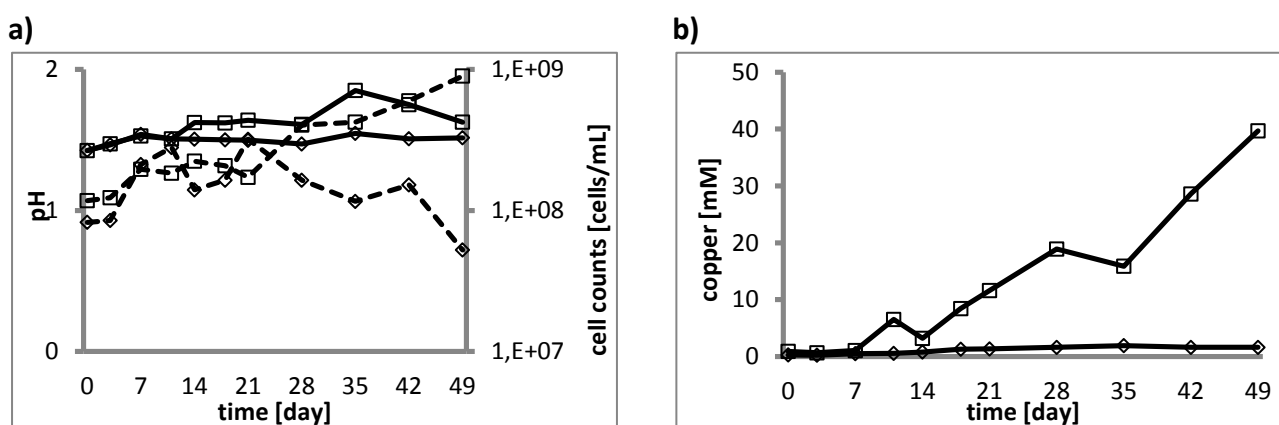 a)
2
1
0
pH
1,E+09
1,E+08
1,E+07
cell counts [cells/mL]
0 7 14 21 28 35 42 49
time [day]
b)
50
40
30
20
10
0
copper [mM]
0 7 14 21 28 35 42 49
time [day]